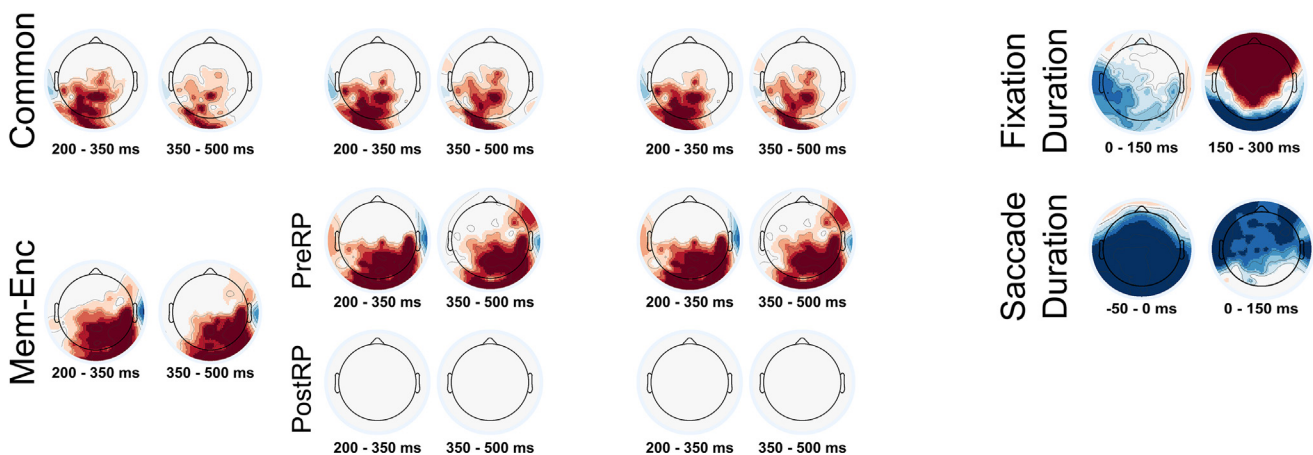 Common
200 - 350 ms 350 - 500 ms 200 - 350 ms 350 - 500 ms 200 - 350 ms 350 - 500 ms
Fixation
Duration
0 - 150 ms 150 - 300 ms
Mem-Enc
200 - 350 ms 350 - 500 ms
PreRP
200 - 350 ms 350 - 500 ms 200 - 350 ms 350 - 500 ms
PostRP
200 - 350 ms 350 - 500 ms 200 - 350 ms 350 - 500 ms
Saccade
Duration
-50 - 0 ms 0 - 150 ms